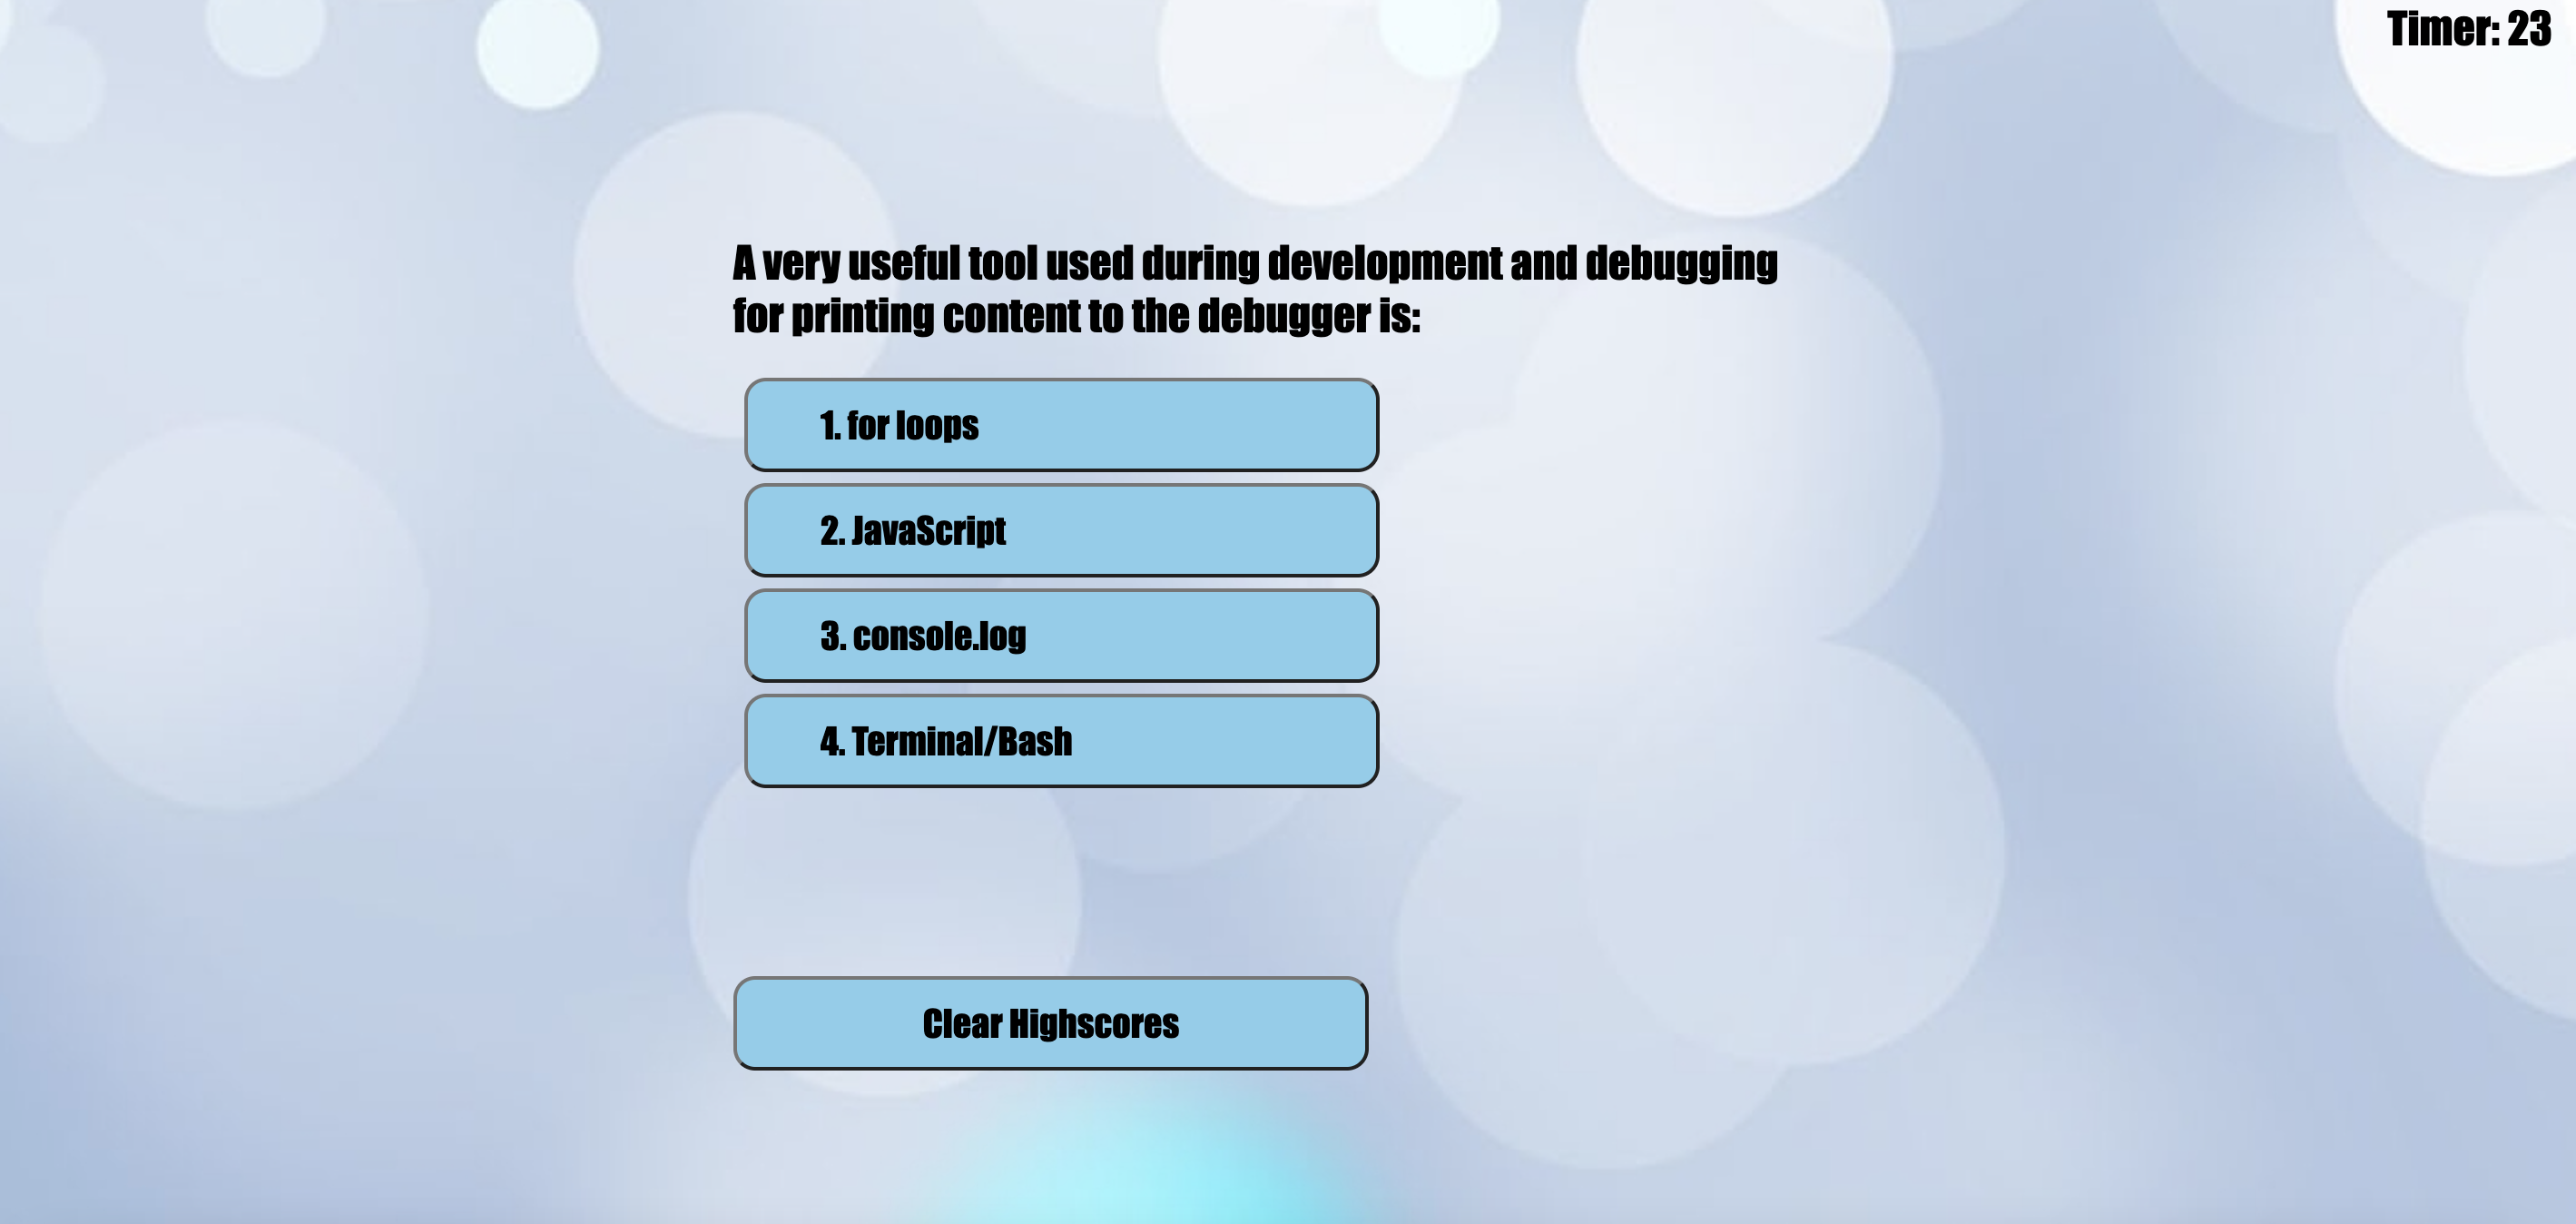 Timer: 23
A very useful tool used during development and debugging
for printing content to the debugger is:
1. for loops
2. JavaScript
3. console.log
4. Terminal/Bash
Clear Highscores